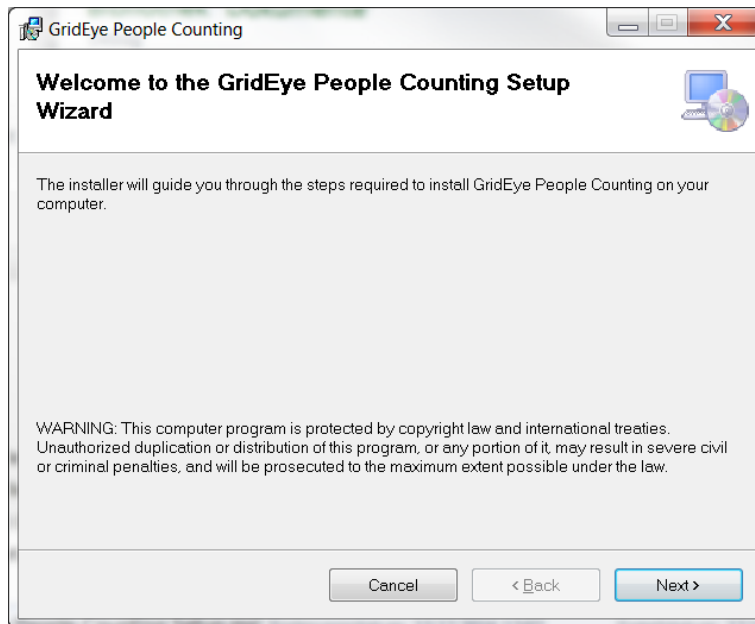 GridEye People Counting
Welcome to the GridEye People Counting Setup
Wizard
The installer will guide you through the steps required to install GridEye People Counting on your
computer.
WARNING: This computer program is protected by copyright law and international treaties.
Unauthorized duplication or distribution of this program, or any portion of it, may result in severe civil
or criminal penalties, and will be prosecuted to the maximum extent possible under the law.
Cancel
< Back
Next >